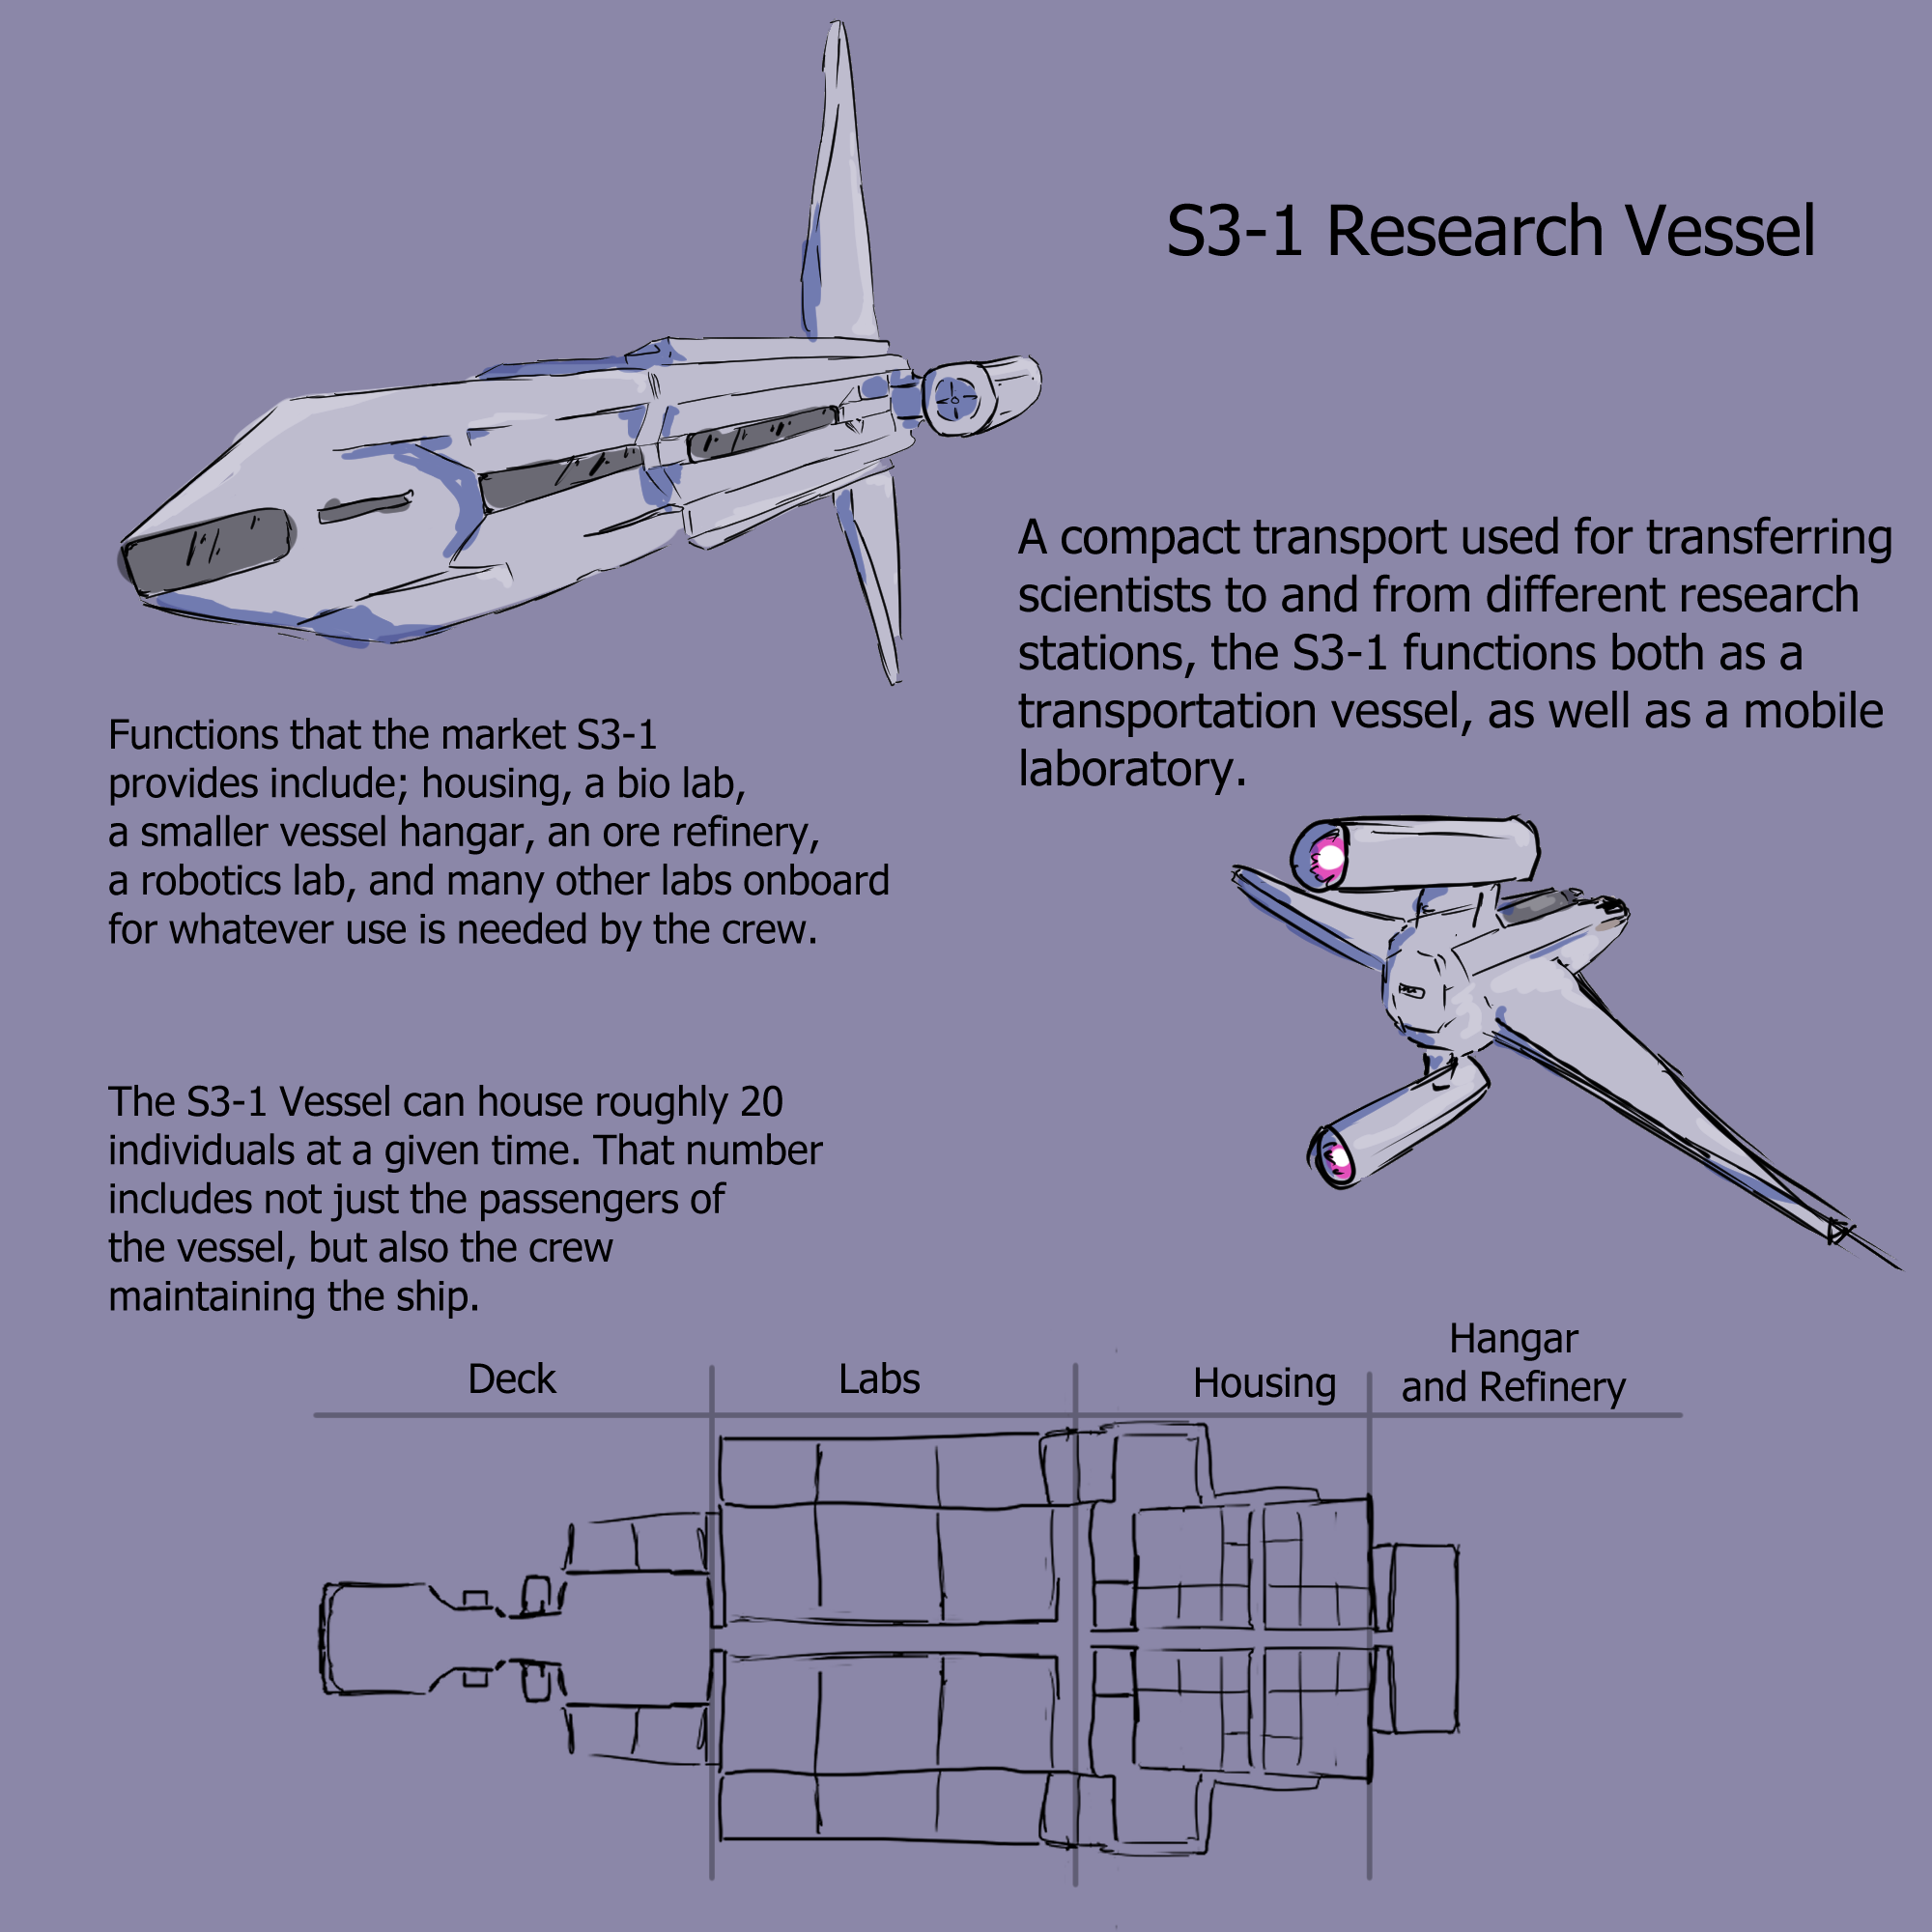 S3-1 Research Vessel
A compact transport used for transferring
scientists to and from different research
stations, the S3-1 functions both as a
transportation vessel, as well as a mobile
laboratory.
Functions that the market S3-1
provides include; housing, a bio lab,
a smaller vessel hangar, an ore refinery,
a robotics lab, and many other labs onboard
for whatever use is needed by the crew.
The S3-1 Vessel can house roughly 20
individuals at a given time. That number
includes not just the passengers of
the vessel, but also the crew
maintaining the ship.
Deck
Labs
Housing
Hangar
and Refinery